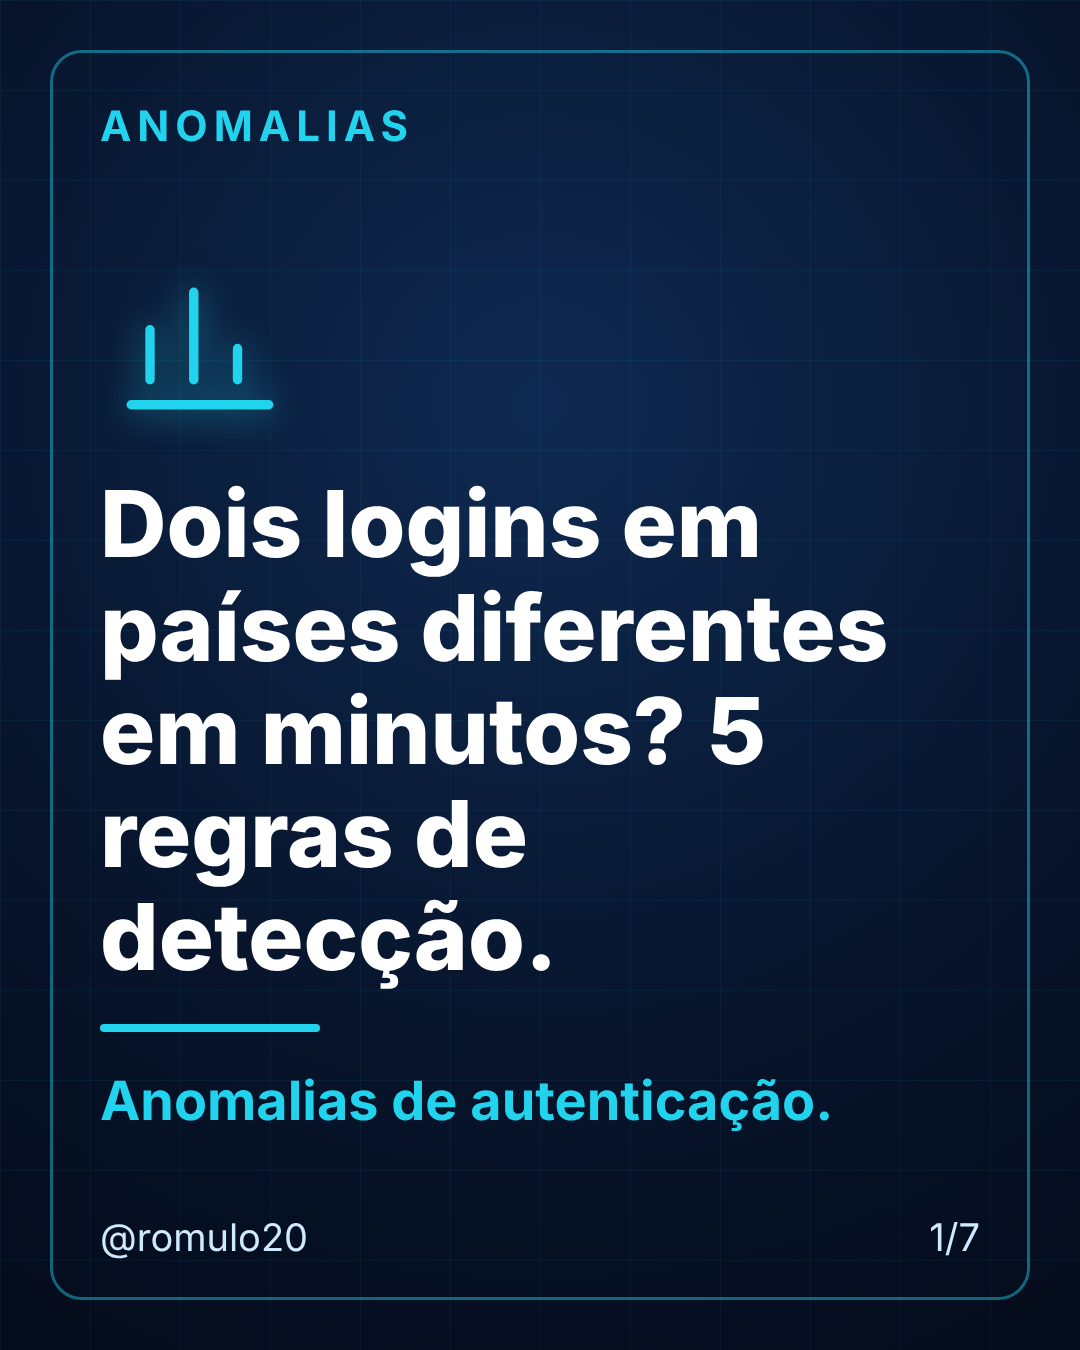 ANOMALIAS
Dois logins em
países diferentes
em minutos? 5
regras de
detecção.
Anomalias de autenticação.
@romulo20
1/7